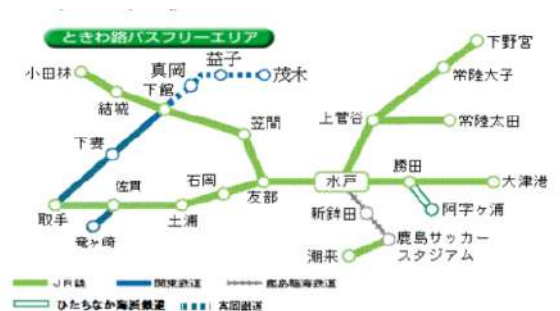 ときわ路パスフリーエリア
小田林
結城
下館
真岡
益子
茂木
笠間
下妻
取手
佐貫
竜ヶ崎
土浦
石岡
友部
水戸
上菅谷
下野宮
常陸大子
常陸太田
勝田
大津港
阿字ヶ浦
新鉾田
鹿島サッカー
スタジアム
潮来
JR線
関東鉄道
鹿島臨海鉄道
ひたちなか海浜鉄道
真岡鐵道